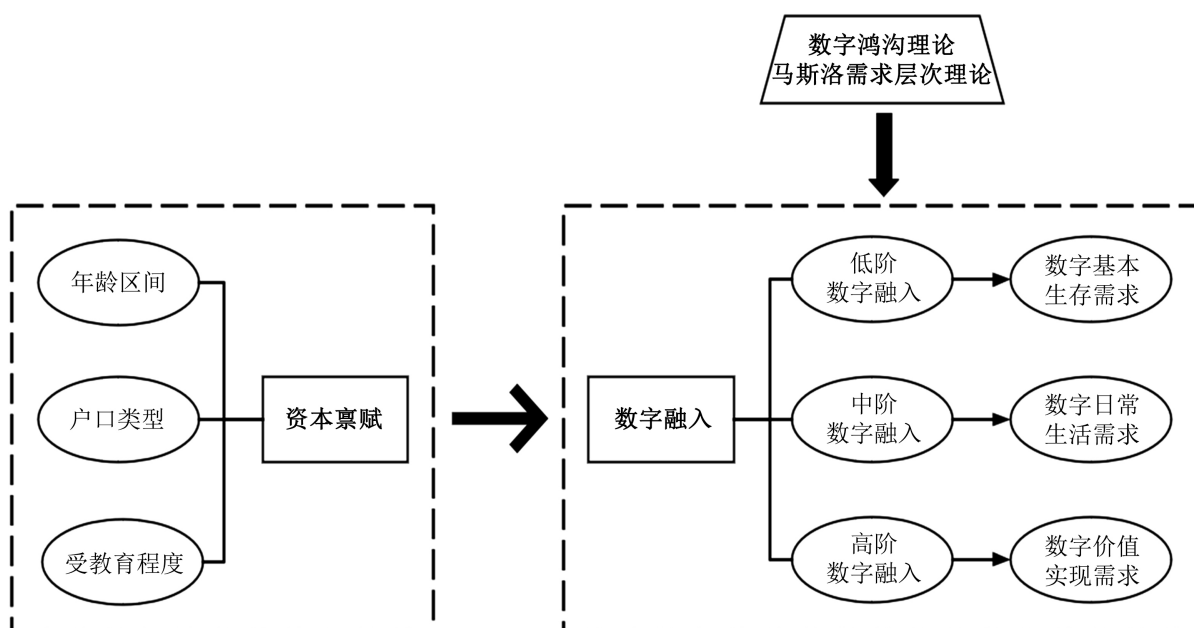 数字鸿沟理论
马斯洛需求层次理论
年龄区间
户口类型
受教育程度
资本禀赋
数字融入
低阶
数字融入
中阶
数字融入
高阶
数字融入
数字基本
生存需求
数字日常
生活需求
数字价值
实现需求